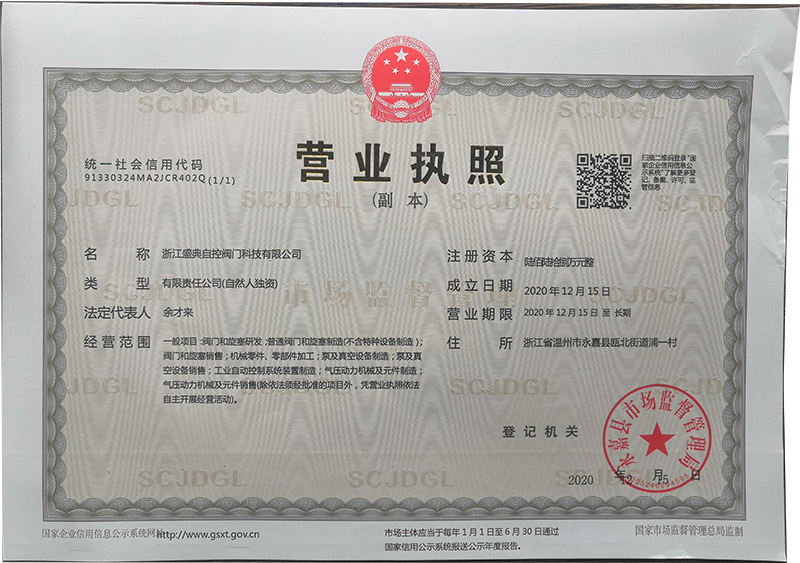 营业执照
(副 本)
统一社会信用代码
91330324MA2JCR402Q (1/1)
扫描二维码登录"国
家企业信用信息公
示系统"了解更多登
记、备案、许可、监
管信息
名 称 浙江盛典自控阀门科技有限公司
类 型 有限责任公司(自然人独资)
法定代表人 余才来
经营范围 一般项目:阀门和旋塞研发;普通阀门和旋塞制造(不含特种设备制造);
阀门和旋塞销售;机械零件、零部件加工;泵及真空设备制造;泵及真
空设备销售;工业自动控制系统装置制造;气压动力机械及元件制造;
气压动力机械及元件销售(除依法须经批准的项目外,凭营业执照依法
自主开展经营活动)。
注册资本 陆佰陆拾捌万元整
成立日期 2020年12月15日
营业期限 2020年12月15日 至 长期
住 所 浙江省温州市永嘉县瓯北街道浦一村
登记机关
永嘉县市场监督管理局
2020 年12月15日
国家企业信用信息公示系统网址http://www.gsxt.gov.cn
市场主体应当于每年1月1日至6月30日通过
国家信用公示系统报送公示年度报告。
国家市场监督管理总局监制
SCJDGL
市场监督管理